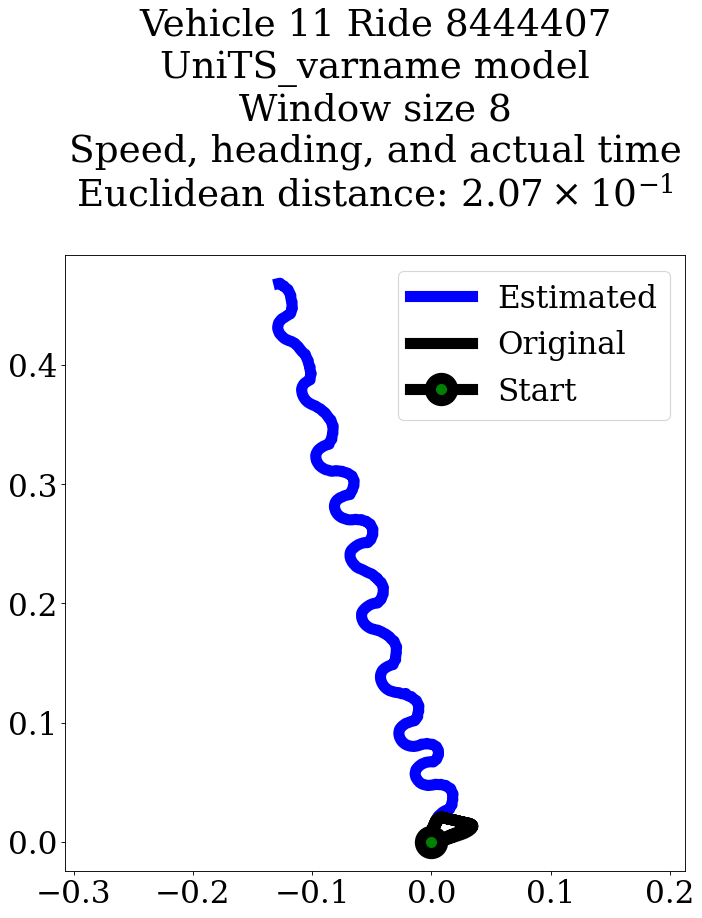 Vehicle 11 Ride 8444407
UniTS_varname model
Window size 8
Speed, heading, and actual time
Euclidean distance: 2.07 × 10⁻¹
Estimated
Original
Start
0.4
0.3
0.2
0.1
0.0
−0.3 −0.2 −0.1 0.0 0.1 0.2